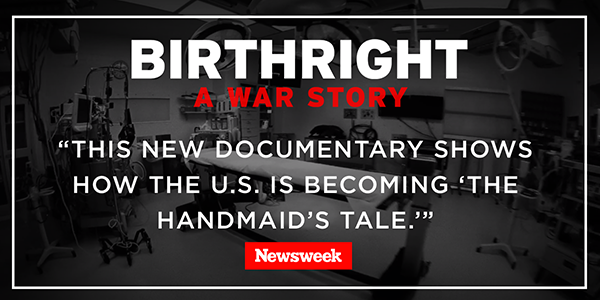 BIRTHRIGHT
A WAR STORY
“THIS NEW DOCUMENTARY SHOWS
HOW THE U.S. IS BECOMING ‘THE
HANDMAID’S TALE.’”
Newsweek